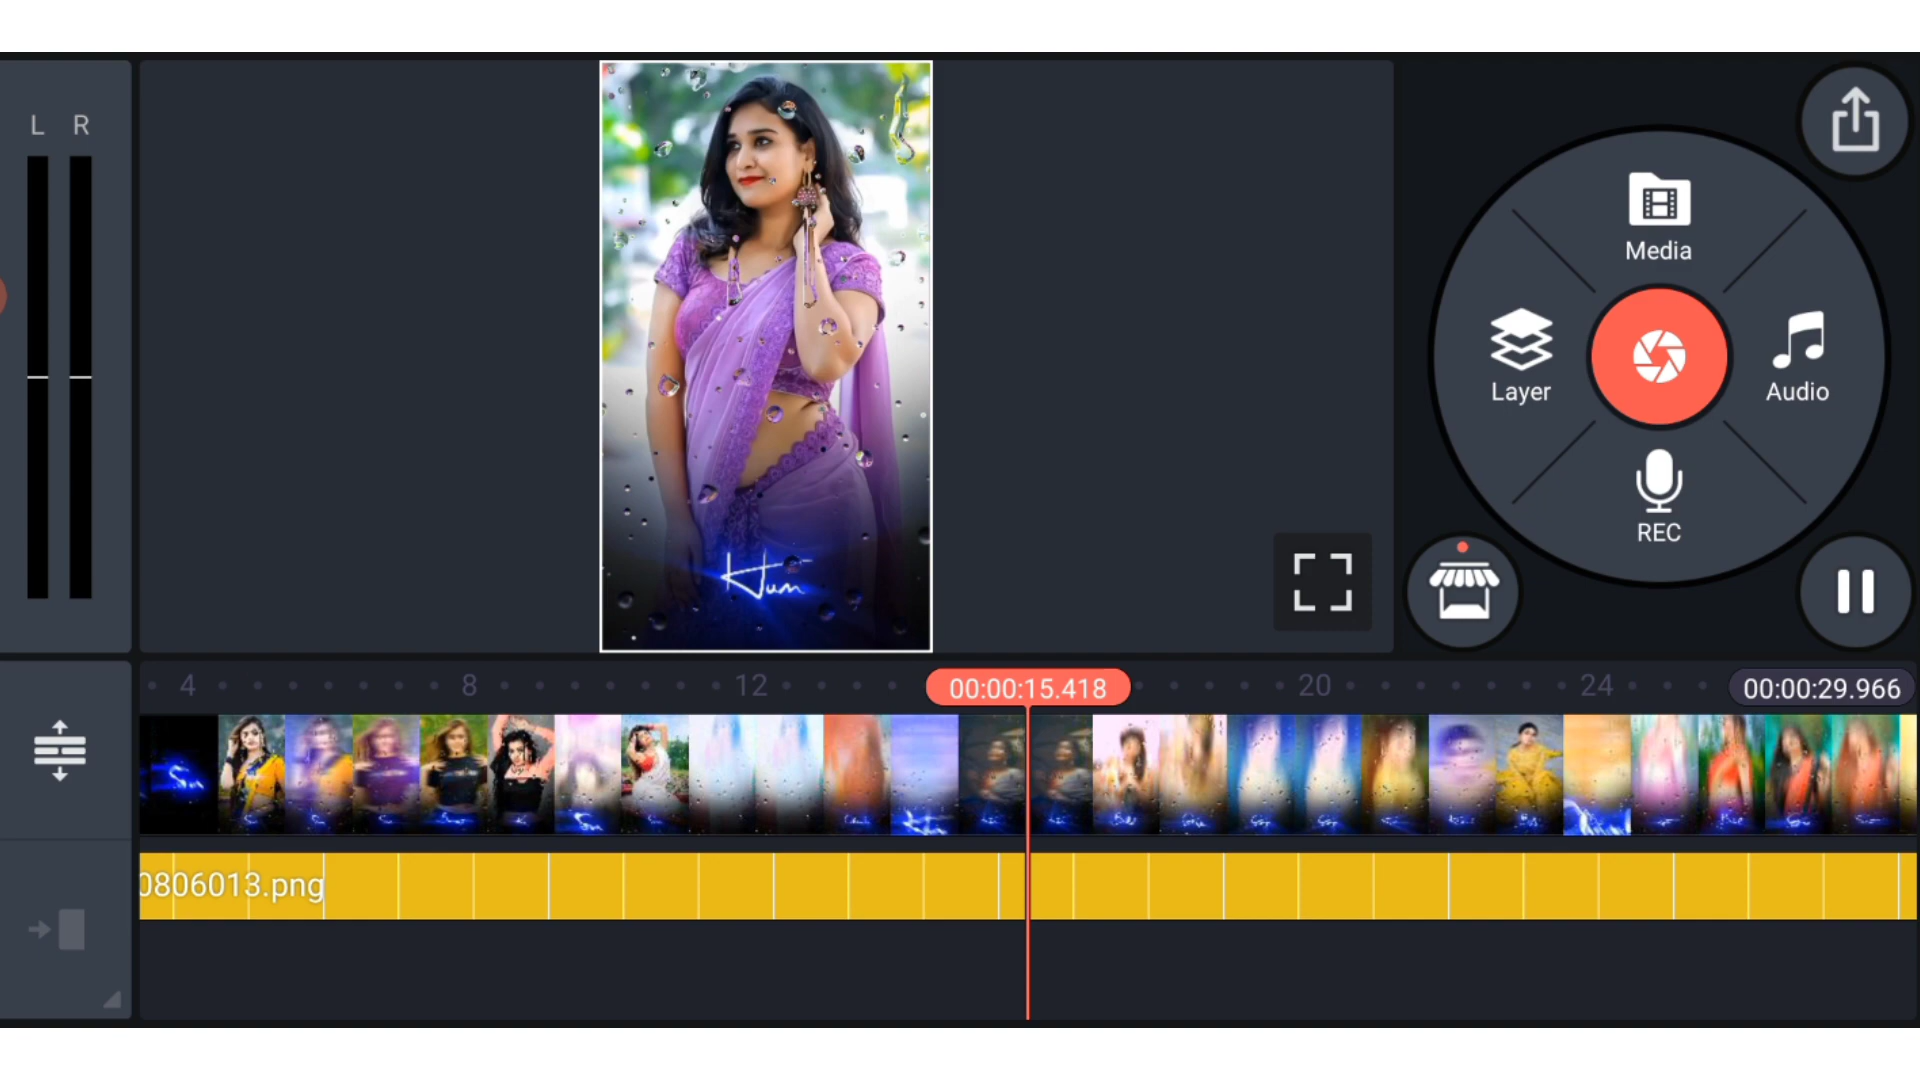 L R
Media
Layer
Audio
REC
Hum
4 8 12 00:00:15.418 20 24 00:00:29.966
0806013.png